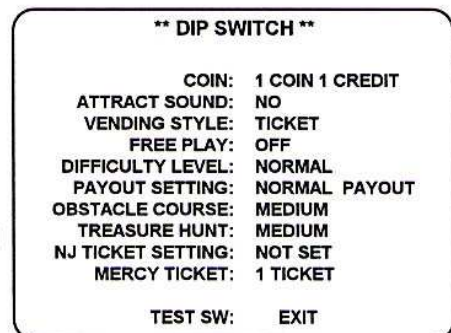 ** DIP SWITCH **
COIN: 1 COIN 1 CREDIT
ATTRACT SOUND: NO
VENDING STYLE: TICKET
FREE PLAY: OFF
DIFFICULTY LEVEL: NORMAL
PAYOUT SETTING: NORMAL PAYOUT
OBSTACLE COURSE: MEDIUM
TREASURE HUNT: MEDIUM
NJ TICKET SETTING: NOT SET
MERCY TICKET: 1 TICKET
TEST SW: EXIT